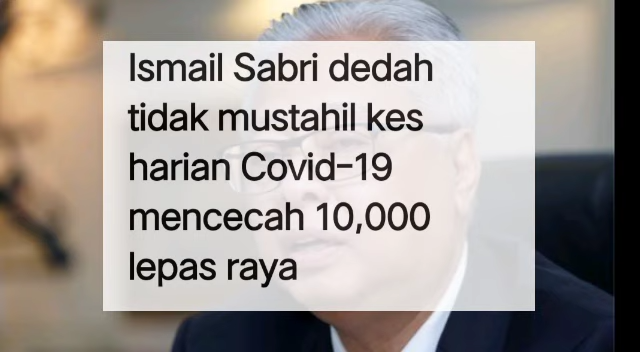 Ismail Sabri dedah
tidak mustahil kes
harian Covid-19
mencecah 10,000
lepas raya